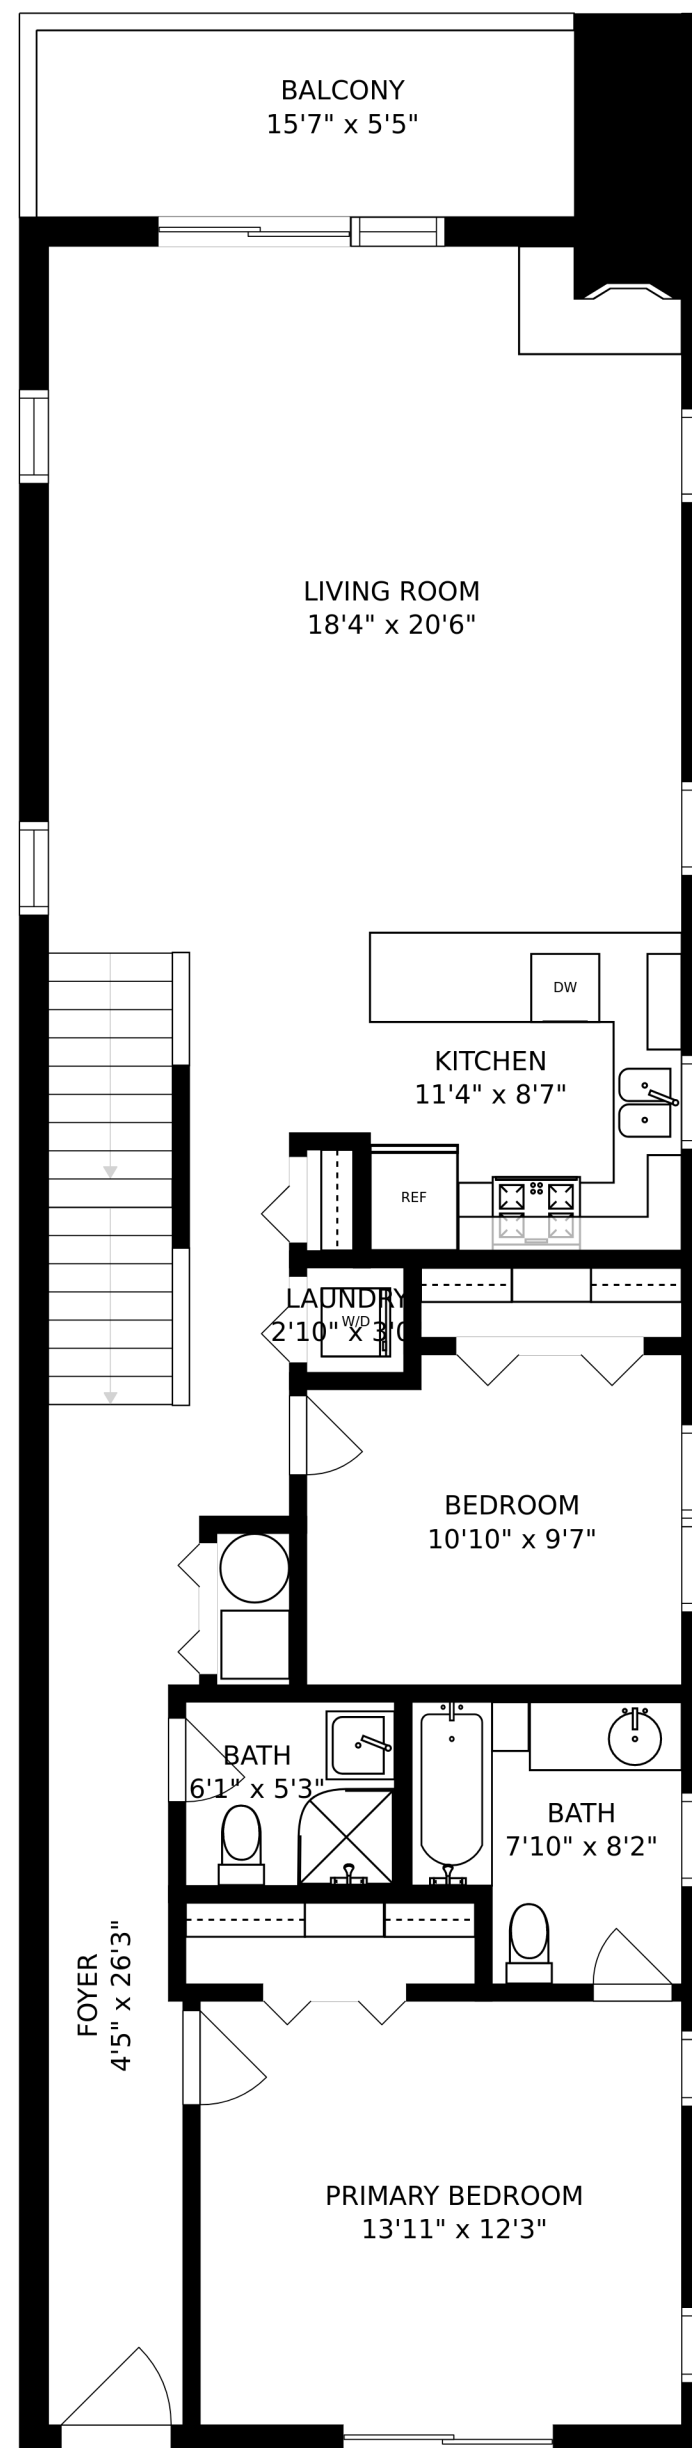 BALCONY
15'7" x 5'5"
LIVING ROOM
18'4" x 20'6"
DW
KITCHEN
11'4" x 8'7"
REF
LAUNDRY
W/D
2'10" x 3'0
BEDROOM
10'10" x 9'7"
BATH
6'1" x 5'3"
BATH
7'10" x 8'2"
FOYER
4'5" x 26'3"
PRIMARY BEDROOM
13'11" x 12'3"